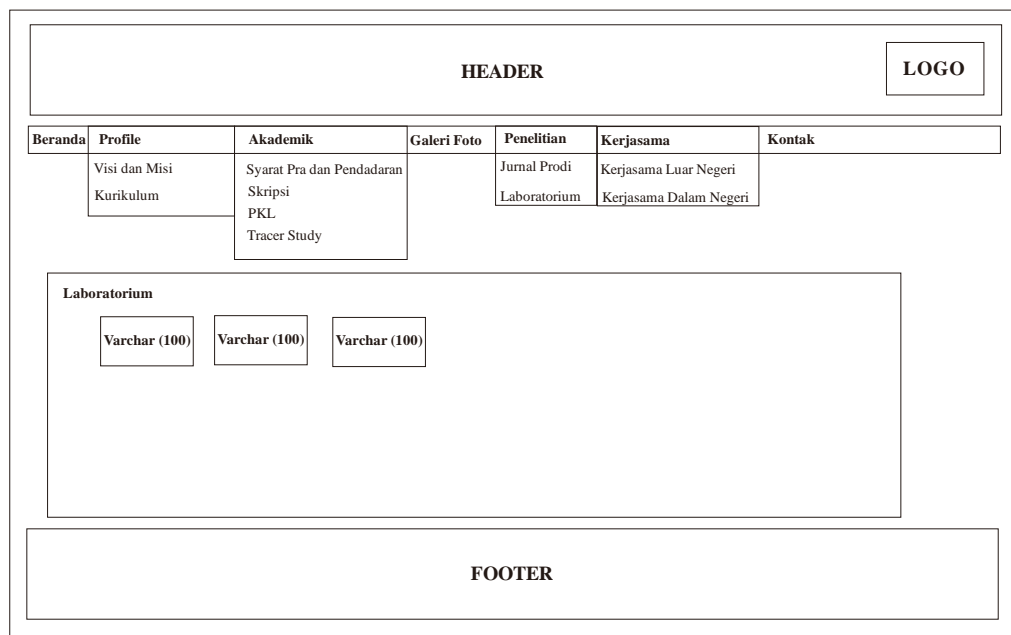 HEADER
LOGO
Beranda Profile Akademik Galeri Foto Penelitian Kerjasama Kontak
Visi dan Misi
Kurikulum
Syarat Pra dan Pendadaran
Skripsi
PKL
Tracer Study
Jurnal Prodi
Laboratorium
Kerjasama Luar Negeri
Kerjasama Dalam Negeri
Laboratorium
Varchar (100) Varchar (100) Varchar (100)
FOOTER